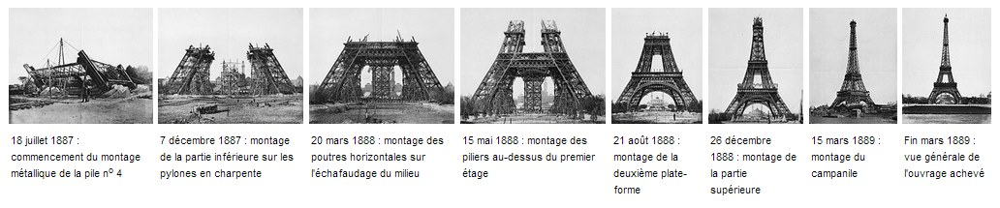 18 juillet 1887 :
commencement du montage
métallique de la pile nº 4
7 décembre 1887 : montage
de la partie inférieure sur les
pylones en charpente
20 mars 1888 : montage des
poutres horizontales sur
l'échafaudage du milieu
15 mai 1888 : montage des
piliers au-dessus du premier
étage
21 août 1888 :
montage de la
deuxième plate-
forme
26 décembre
1888 : montage de
la partie
supérieure
15 mars 1889 :
montage du
campanile
Fin mars 1889 :
vue générale de
l'ouvrage achevé